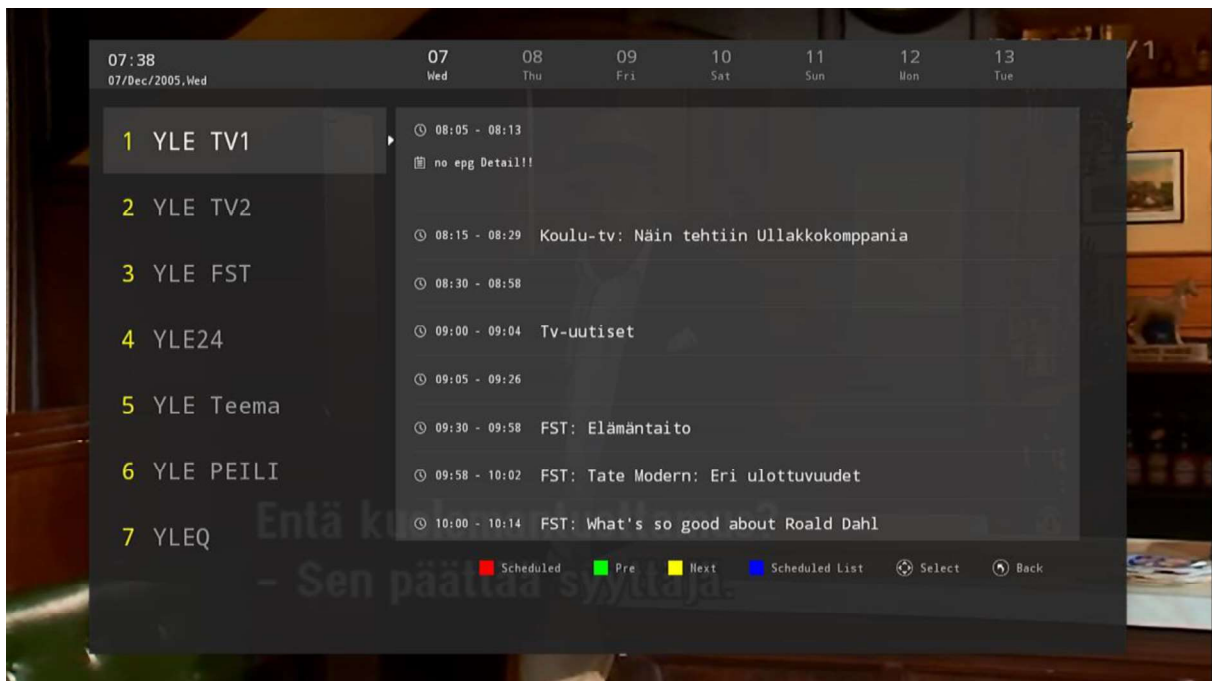 07:38
07/Dec/2005,Wed
07 08 09 10 11 12 13
Wed Thu Fri Sat Sun Mon Tue
/1
1 YLE TV1
2 YLE TV2
3 YLE FST
4 YLE24
5 YLE Teema
6 YLE PEILI
7 YLEQ
08:05 - 08:13
no epg Detail!!
08:15 - 08:29 Koulu-tv: Näin tehtiin Ullakkokomppania
08:30 - 08:58
09:00 - 09:04 Tv-uutiset
09:05 - 09:26
09:30 - 09:58 FST: Elämäntaito
09:58 - 10:02 FST: Tate Modern: Eri ulottuvuudet
10:00 - 10:14 FST: What's so good about Roald Dahl
Scheduled Pre Next Scheduled List Select Back
Entä kuolemantuottamus?
– Sen päättää syyttäjä.